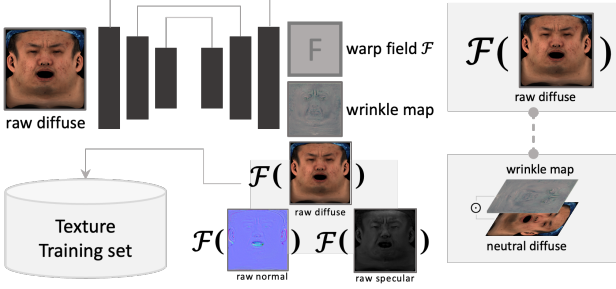 raw diffuse
F
warp field ℱ
wrinkle map
ℱ( )
raw diffuse
wrinkle map
⊙
neutral diffuse
ℱ( )
raw diffuse
ℱ( )
raw normal
ℱ( )
raw specular
Texture
Training set